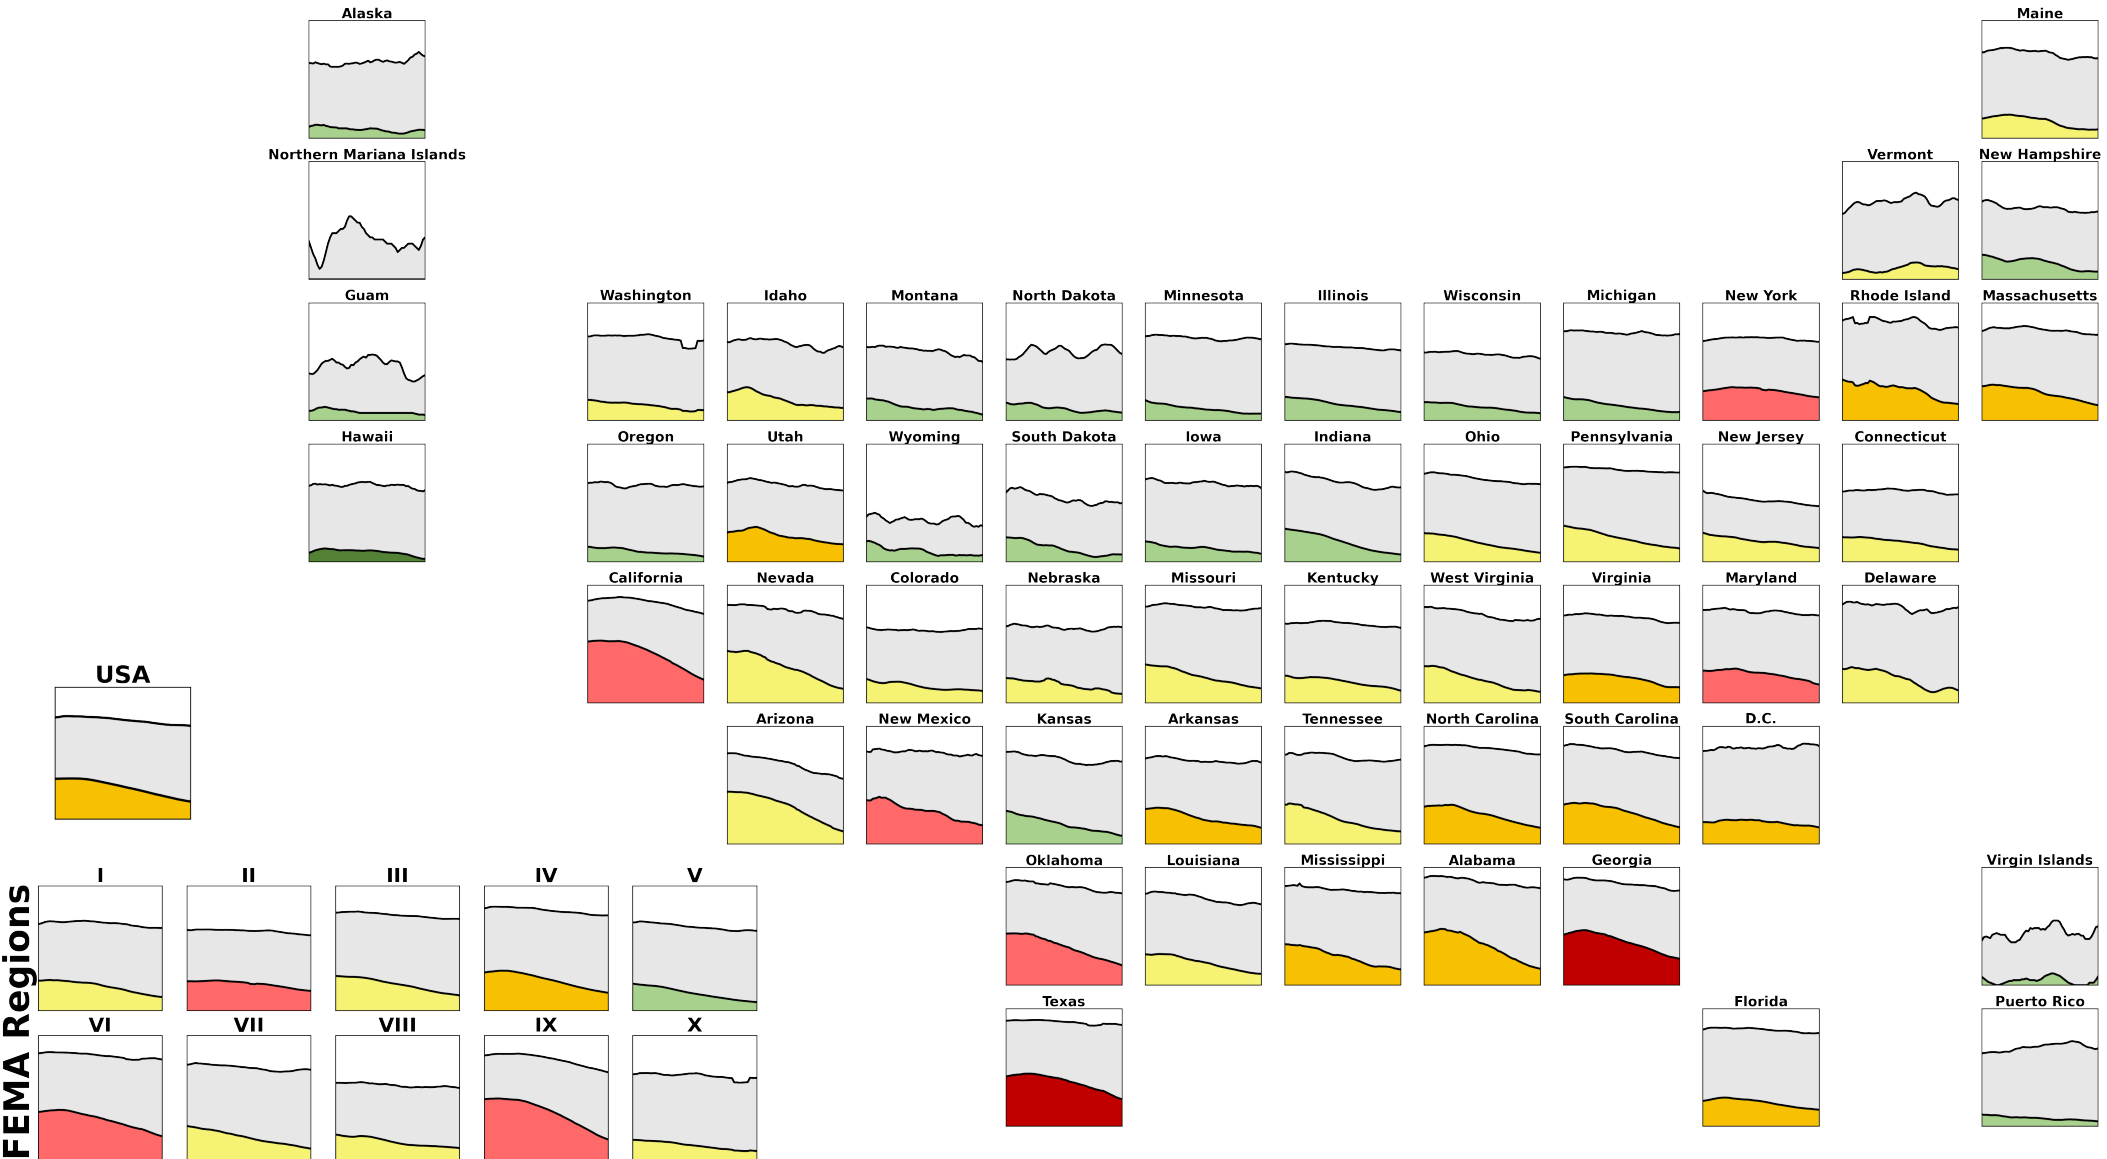 Alaska
Maine
Northern Mariana Islands
Vermont
New Hampshire
Guam
Washington
Idaho
Montana
North Dakota
Minnesota
Illinois
Wisconsin
Michigan
New York
Rhode Island
Massachusetts
Hawaii
Oregon
Utah
Wyoming
South Dakota
Iowa
Indiana
Ohio
Pennsylvania
New Jersey
Connecticut
California
Nevada
Colorado
Nebraska
Missouri
Kentucky
West Virginia
Virginia
Maryland
Delaware
USA
Arizona
New Mexico
Kansas
Arkansas
Tennessee
North Carolina
South Carolina
D.C.
Oklahoma
Louisiana
Mississippi
Alabama
Georgia
Virgin Islands
FEMA Regions
I
II
III
IV
V
Texas
Florida
Puerto Rico
VI
VII
VIII
IX
X